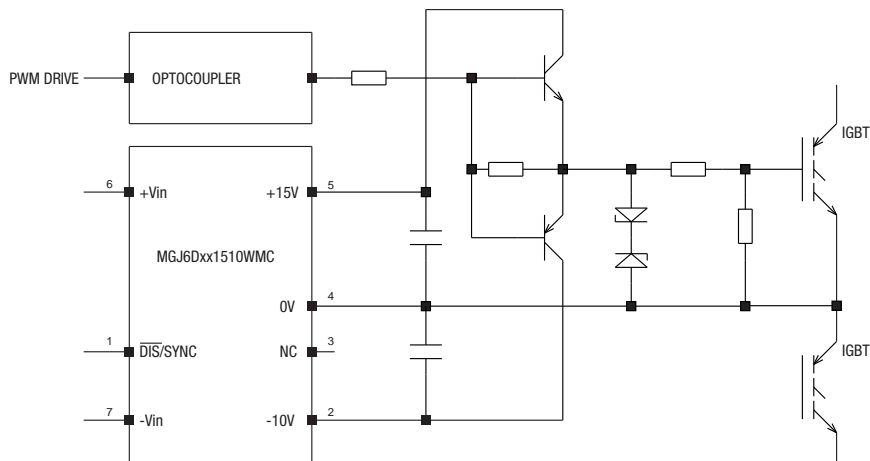 PWM DRIVE
OPTOCOUPLER
IGBT
6
+Vin
+15V
5
MGJ6Dxx1510WMC
0V
4
1
DIS/SYNC
NC
3
IGBT
7
-Vin
-10V
2